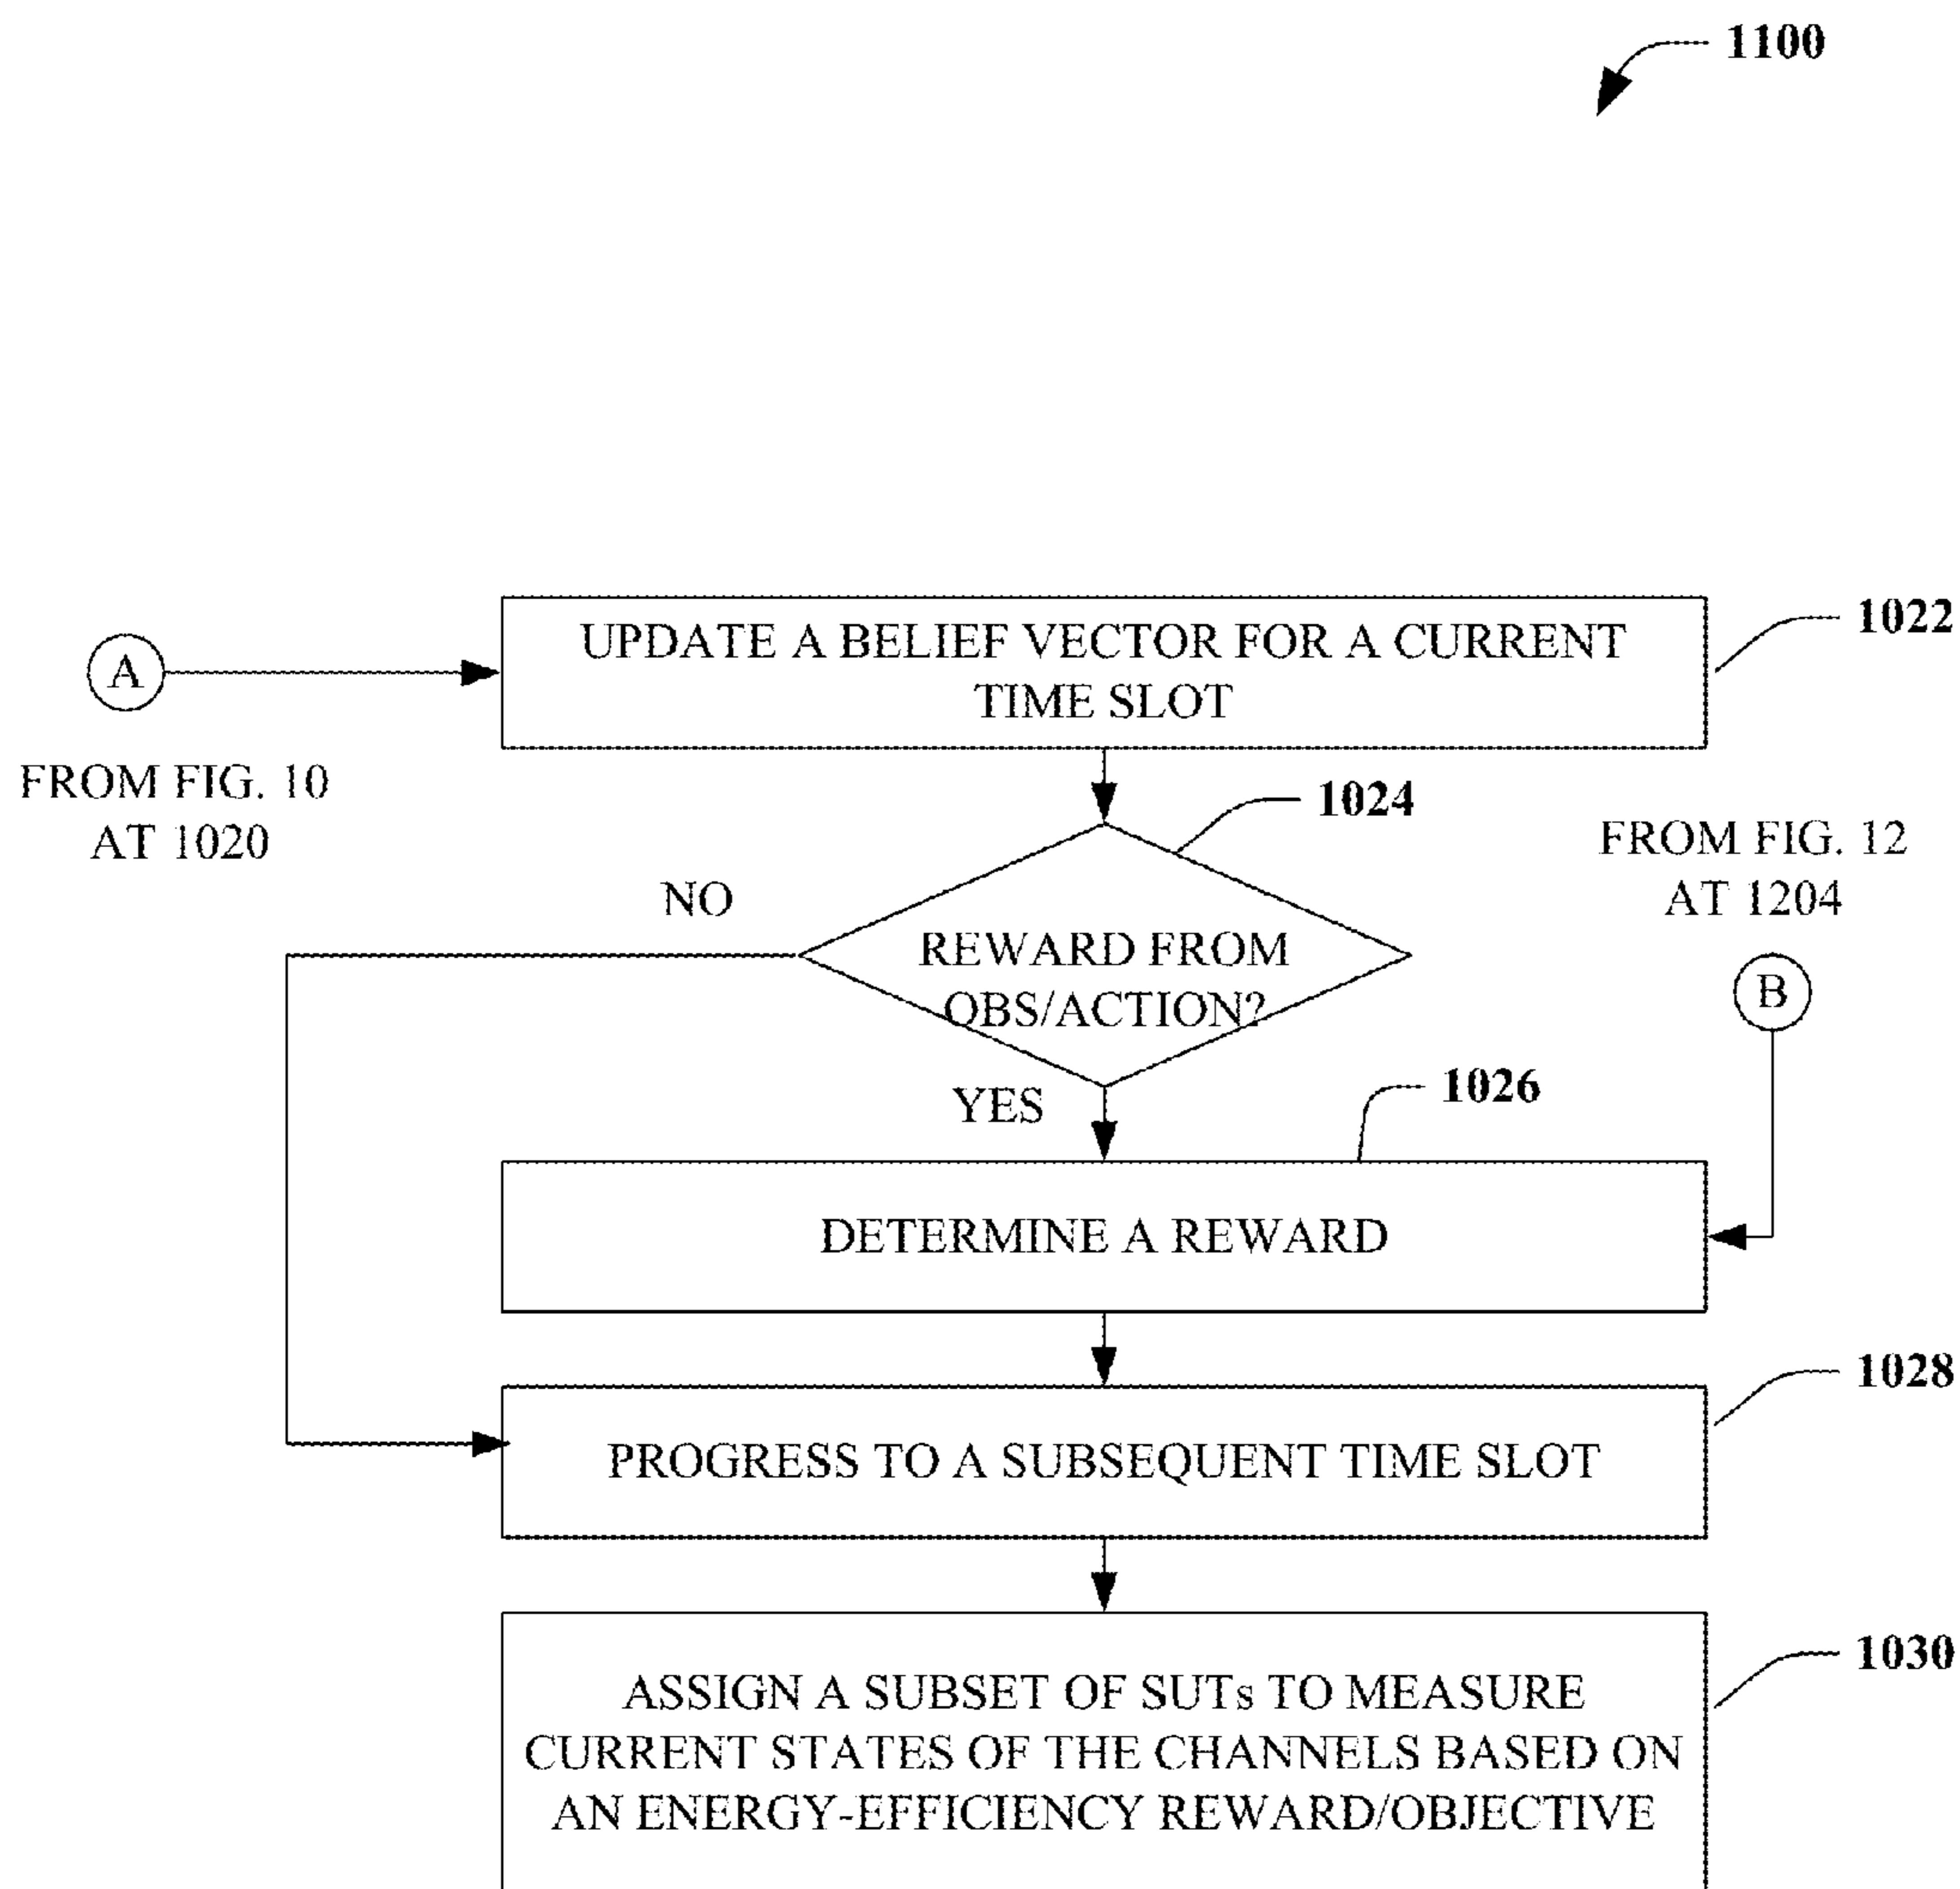 1100
UPDATE A BELIEF VECTOR FOR A CURRENT
TIME SLOT
1022
A
FROM FIG. 10
AT 1020
1024
FROM FIG. 12
AT 1204
NO
REWARD FROM
OBS/ACTION?
B
YES
1026
DETERMINE A REWARD
1028
PROGRESS TO A SUBSEQUENT TIME SLOT
1030
ASSIGN A SUBSET OF SUTs TO MEASURE
CURRENT STATES OF THE CHANNELS BASED ON
AN ENERGY-EFFICIENCY REWARD/OBJECTIVE